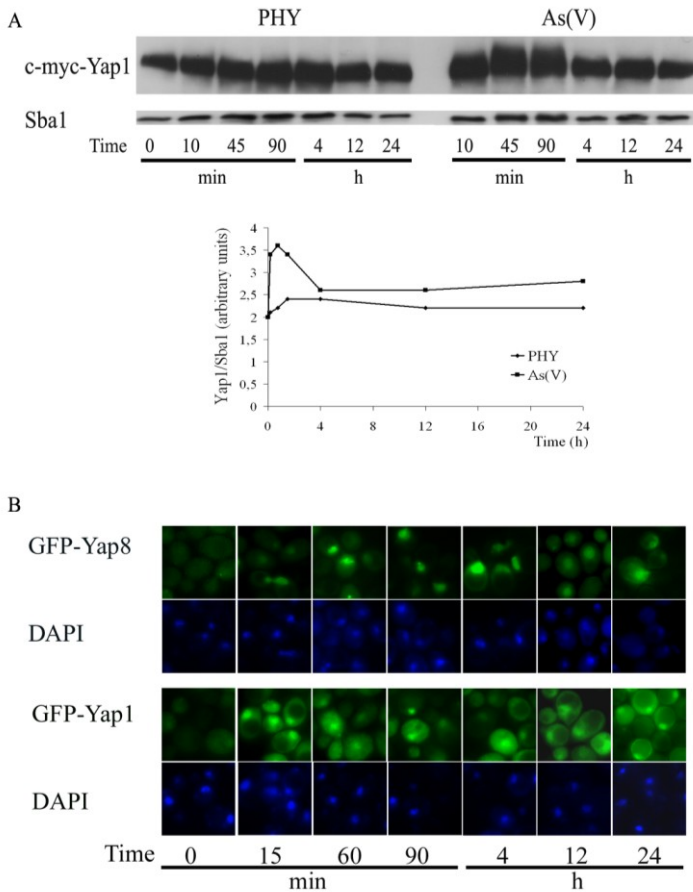 A
PHY As(V)
c-myc-Yap1
Sba1
Time 0 10 45 90 4 12 24 10 45 90 4 12 24
min h min h
Yap1/Sba1 (arbitrary units)
4
3,5
3
2,5
2
1,5
1
0,5
0
PHY
As(V)
0 4 8 12 16 20 24
Time (h)
B
GFP-Yap8
DAPI
GFP-Yap1
DAPI
Time 0 15 60 90 4 12 24
min h